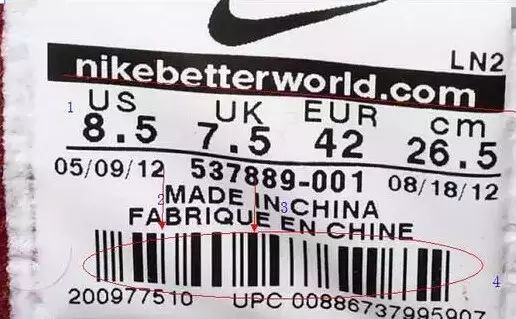 LN2
nikebetterworld.com
US UK EUR cm
1 8.5 7.5 42 26.5
05/09/12 537889-001 08/18/12
2 MADE IN CHINA 3
FABRIQUE EN CHINE
4
200977510 UPC 00886737995907